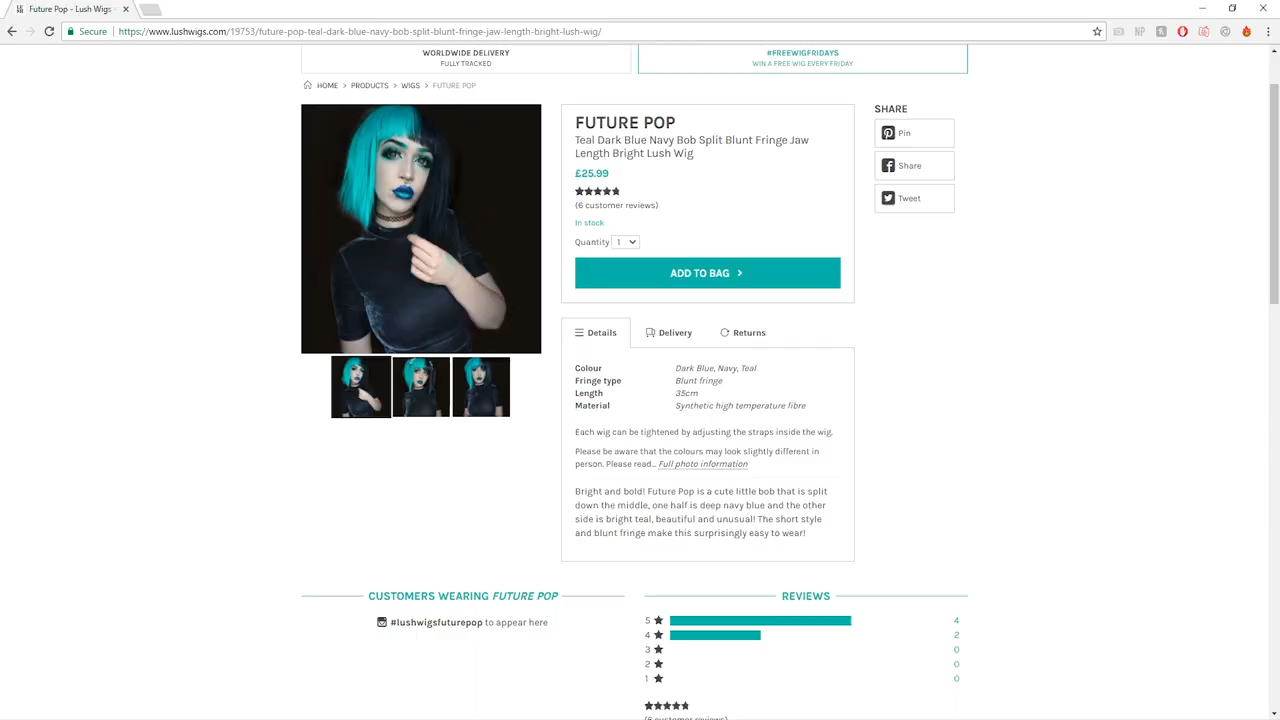 Future Pop - Lush Wigs
Secure
https://www.lushwigs.com/19753/future-pop-teal-dark-blue-navy-bob-split-blunt-fringe-jaw-length-bright-lush-wig/
WORLDWIDE DELIVERY
FULLY TRACKED
#FREEWIGFRIDAYS
WIN A FREE WIG EVERY FRIDAY
HOME > PRODUCTS > WIGS > FUTURE POP
FUTURE POP
Teal Dark Blue Navy Bob Split Blunt Fringe Jaw
Length Bright Lush Wig
£25.99
(6 customer reviews)
In stock
Quantity 1
ADD TO BAG >
SHARE
Pin
Share
Tweet
Details
Delivery
Returns
Colour Dark Blue, Navy, Teal
Fringe type Blunt fringe
Length 35cm
Material Synthetic high temperature fibre
Each wig can be tightened by adjusting the straps inside the wig.
Please be aware that the colours may look slightly different in
person. Please read... Full photo information
Bright and bold! Future Pop is a cute little bob that is split
down the middle, one half is deep navy blue and the other
side is bright teal, beautiful and unusual! The short style
and blunt fringe make this surprisingly easy to wear!
CUSTOMERS WEARING FUTURE POP
#lushwigsfuturepop to appear here
REVIEWS
5 4
4 2
3 0
2 0
1 0
(6 customer reviews)